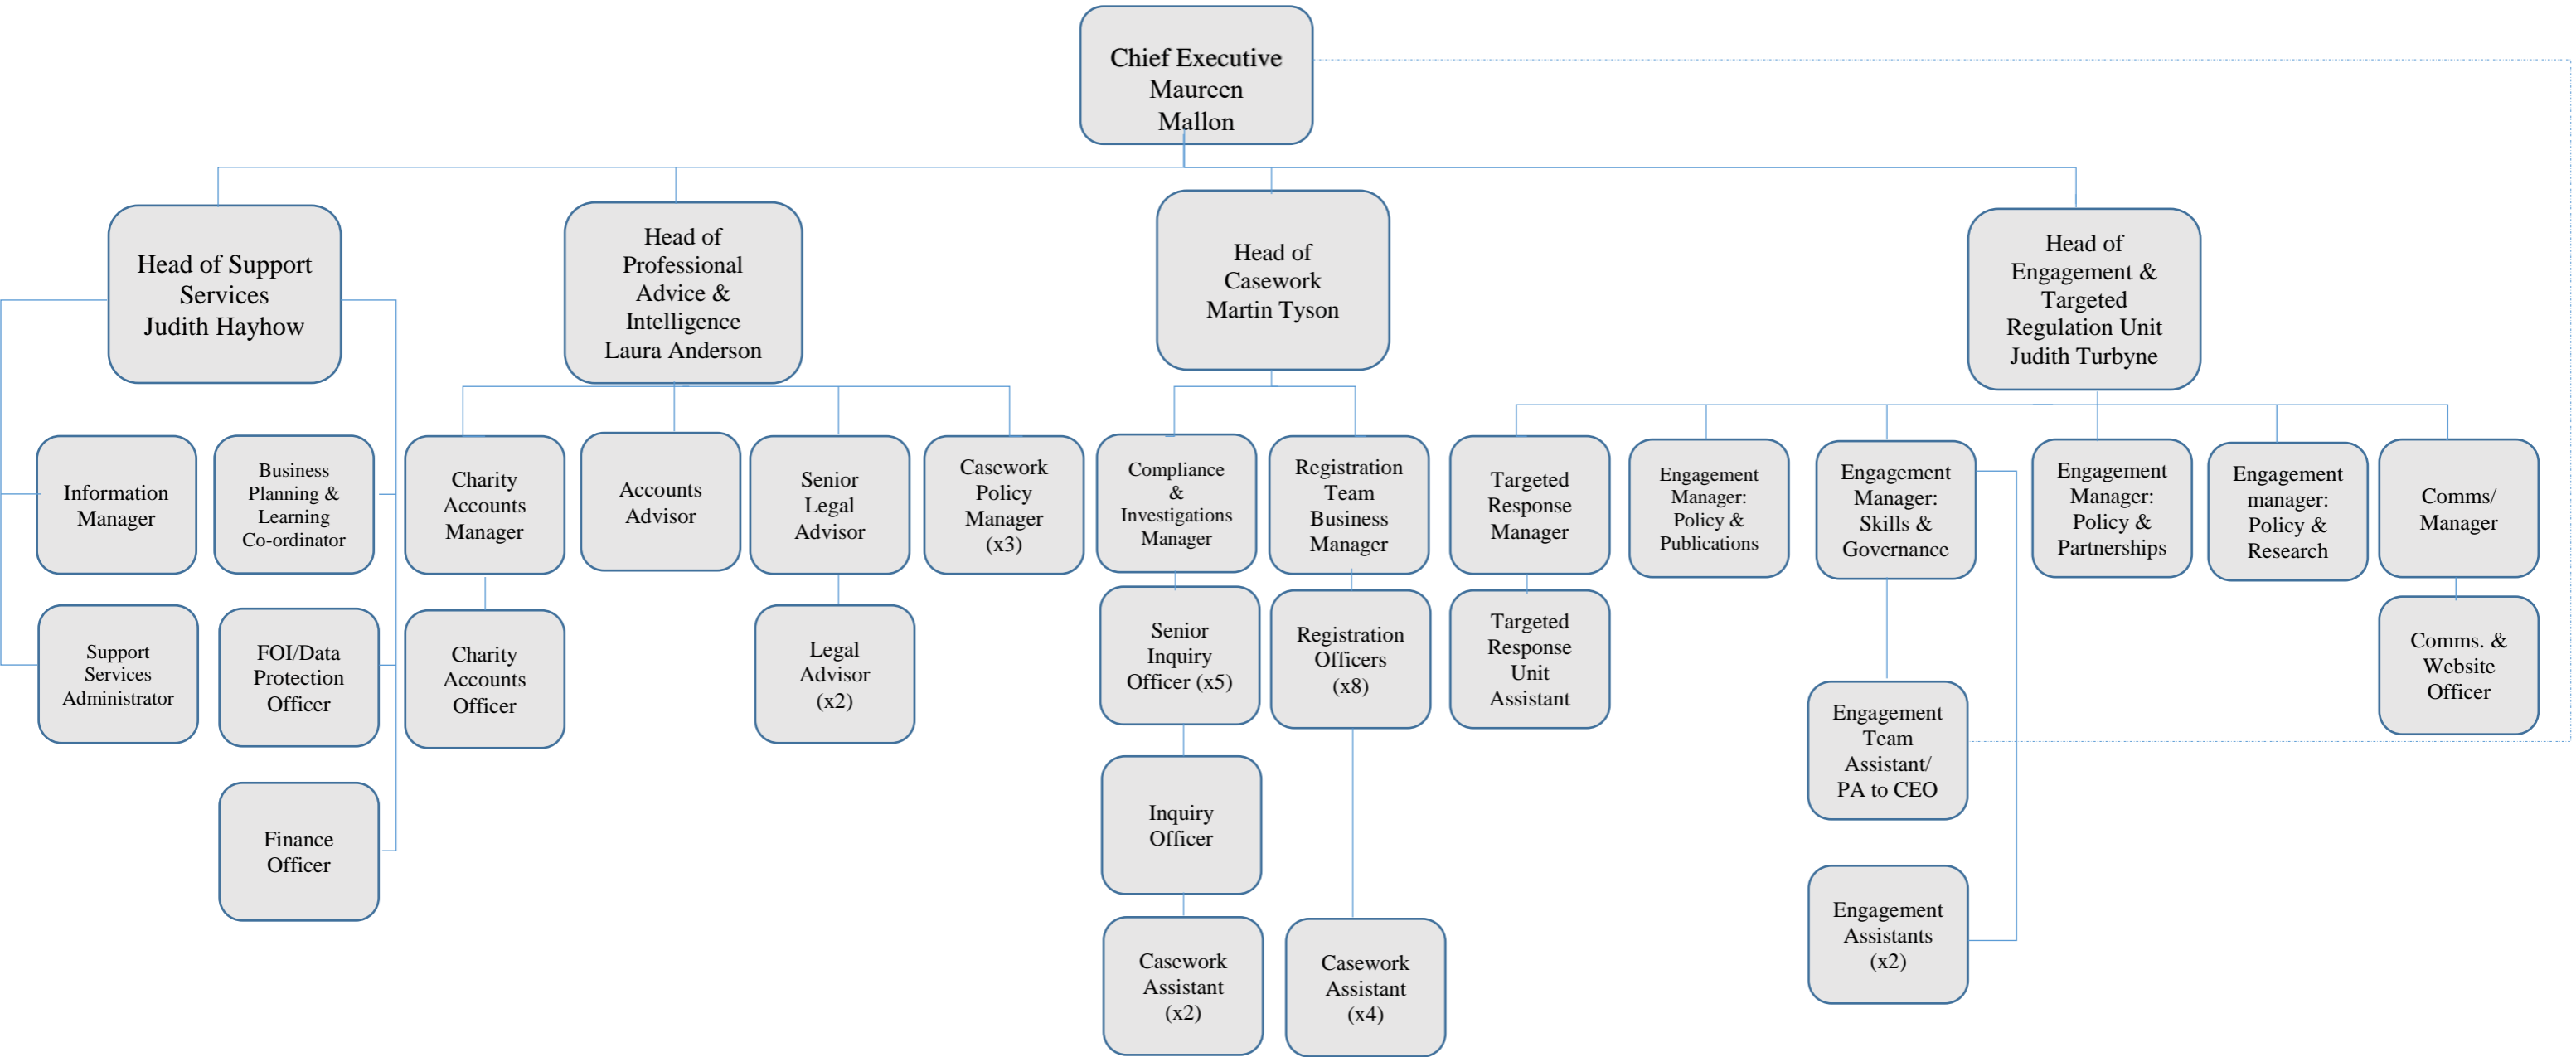 Chief Executive
Maureen
Mallon
Head of Support
Services
Judith Hayhow
Head of
Professional
Advice &
Intelligence
Laura Anderson
Head of
Casework
Martin Tyson
Head of
Engagement &
Targeted
Regulation Unit
Judith Turbyne
Information
Manager
Business
Planning &
Learning
Co-ordinator
Charity
Accounts
Manager
Accounts
Advisor
Senior
Legal
Advisor
Casework
Policy
Manager
(x3)
Compliance
&
Investigations
Manager
Registration
Team
Business
Manager
Targeted
Response
Manager
Engagement
Manager:
Policy &
Publications
Engagement
Manager:
Skills &
Governance
Engagement
Manager:
Policy &
Partnerships
Engagement
manager:
Policy &
Research
Comms/
Manager
Support
Services
Administrator
FOI/Data
Protection
Officer
Charity
Accounts
Officer
Legal
Advisor
(x2)
Senior
Inquiry
Officer (x5)
Registration
Officers
(x8)
Targeted
Response
Unit
Assistant
Comms. &
Website
Officer
Engagement
Team
Assistant/
PA to CEO
Finance
Officer
Inquiry
Officer
Engagement
Assistants
(x2)
Casework
Assistant
(x2)
Casework
Assistant
(x4)